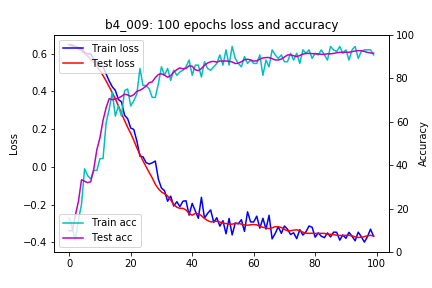 b4_009: 100 epochs loss and accuracy
Train loss
Test loss
Train acc
Test acc
Loss
Accuracy
0.6
0.4
0.2
0.0
−0.2
−0.4
100
80
60
40
20
0
0 20 40 60 80 100